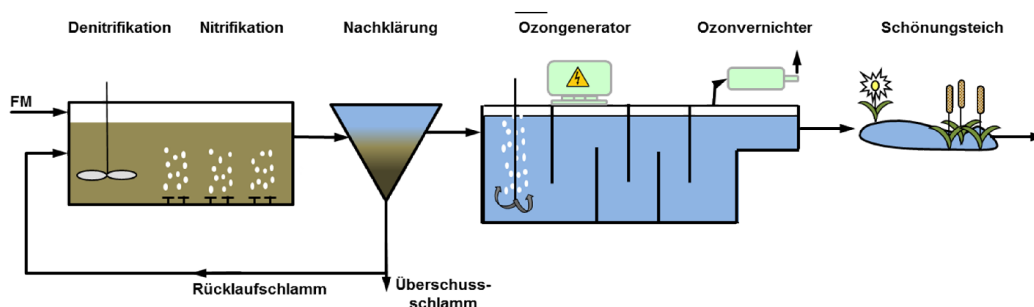 Denitrifikation
Nitrifikation
Nachklärung
Ozongenerator
Ozonvernichter
Schönungsteich
FM
Rücklaufschlamm
Überschuss-
schlamm